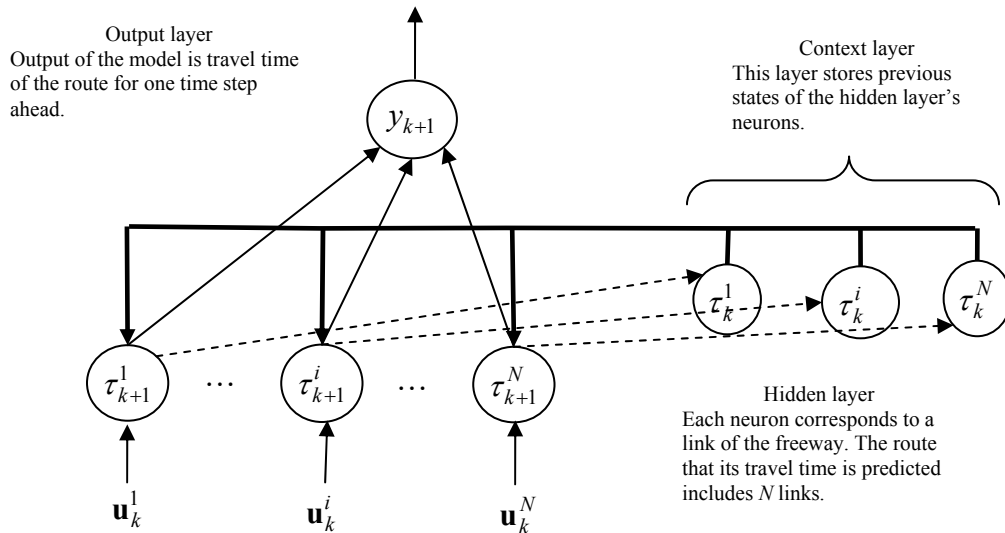 Output layer
Output of the model is travel time
of the route for one time step
ahead.
Context layer
This layer stores previous
states of the hidden layer's
neurons.
y_{k+1}
τ_k^1
τ_k^i
τ_k^N
τ_{k+1}^1 … τ_{k+1}^i … τ_{k+1}^N
Hidden layer
Each neuron corresponds to a
link of the freeway. The route
that its travel time is predicted
includes N links.
u_k^1 u_k^i u_k^N